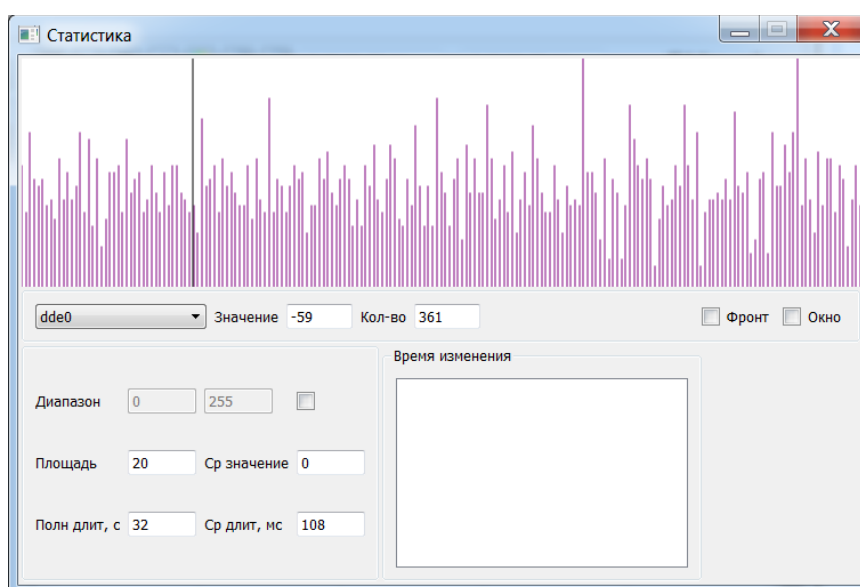 Статистика
dde0 Значение -59 Кол-во 361 Фронт Окно
Время изменения
Диапазон 0 255
Площадь 20 Ср значение 0
Полн длит, с 32 Ср длит, мс 108